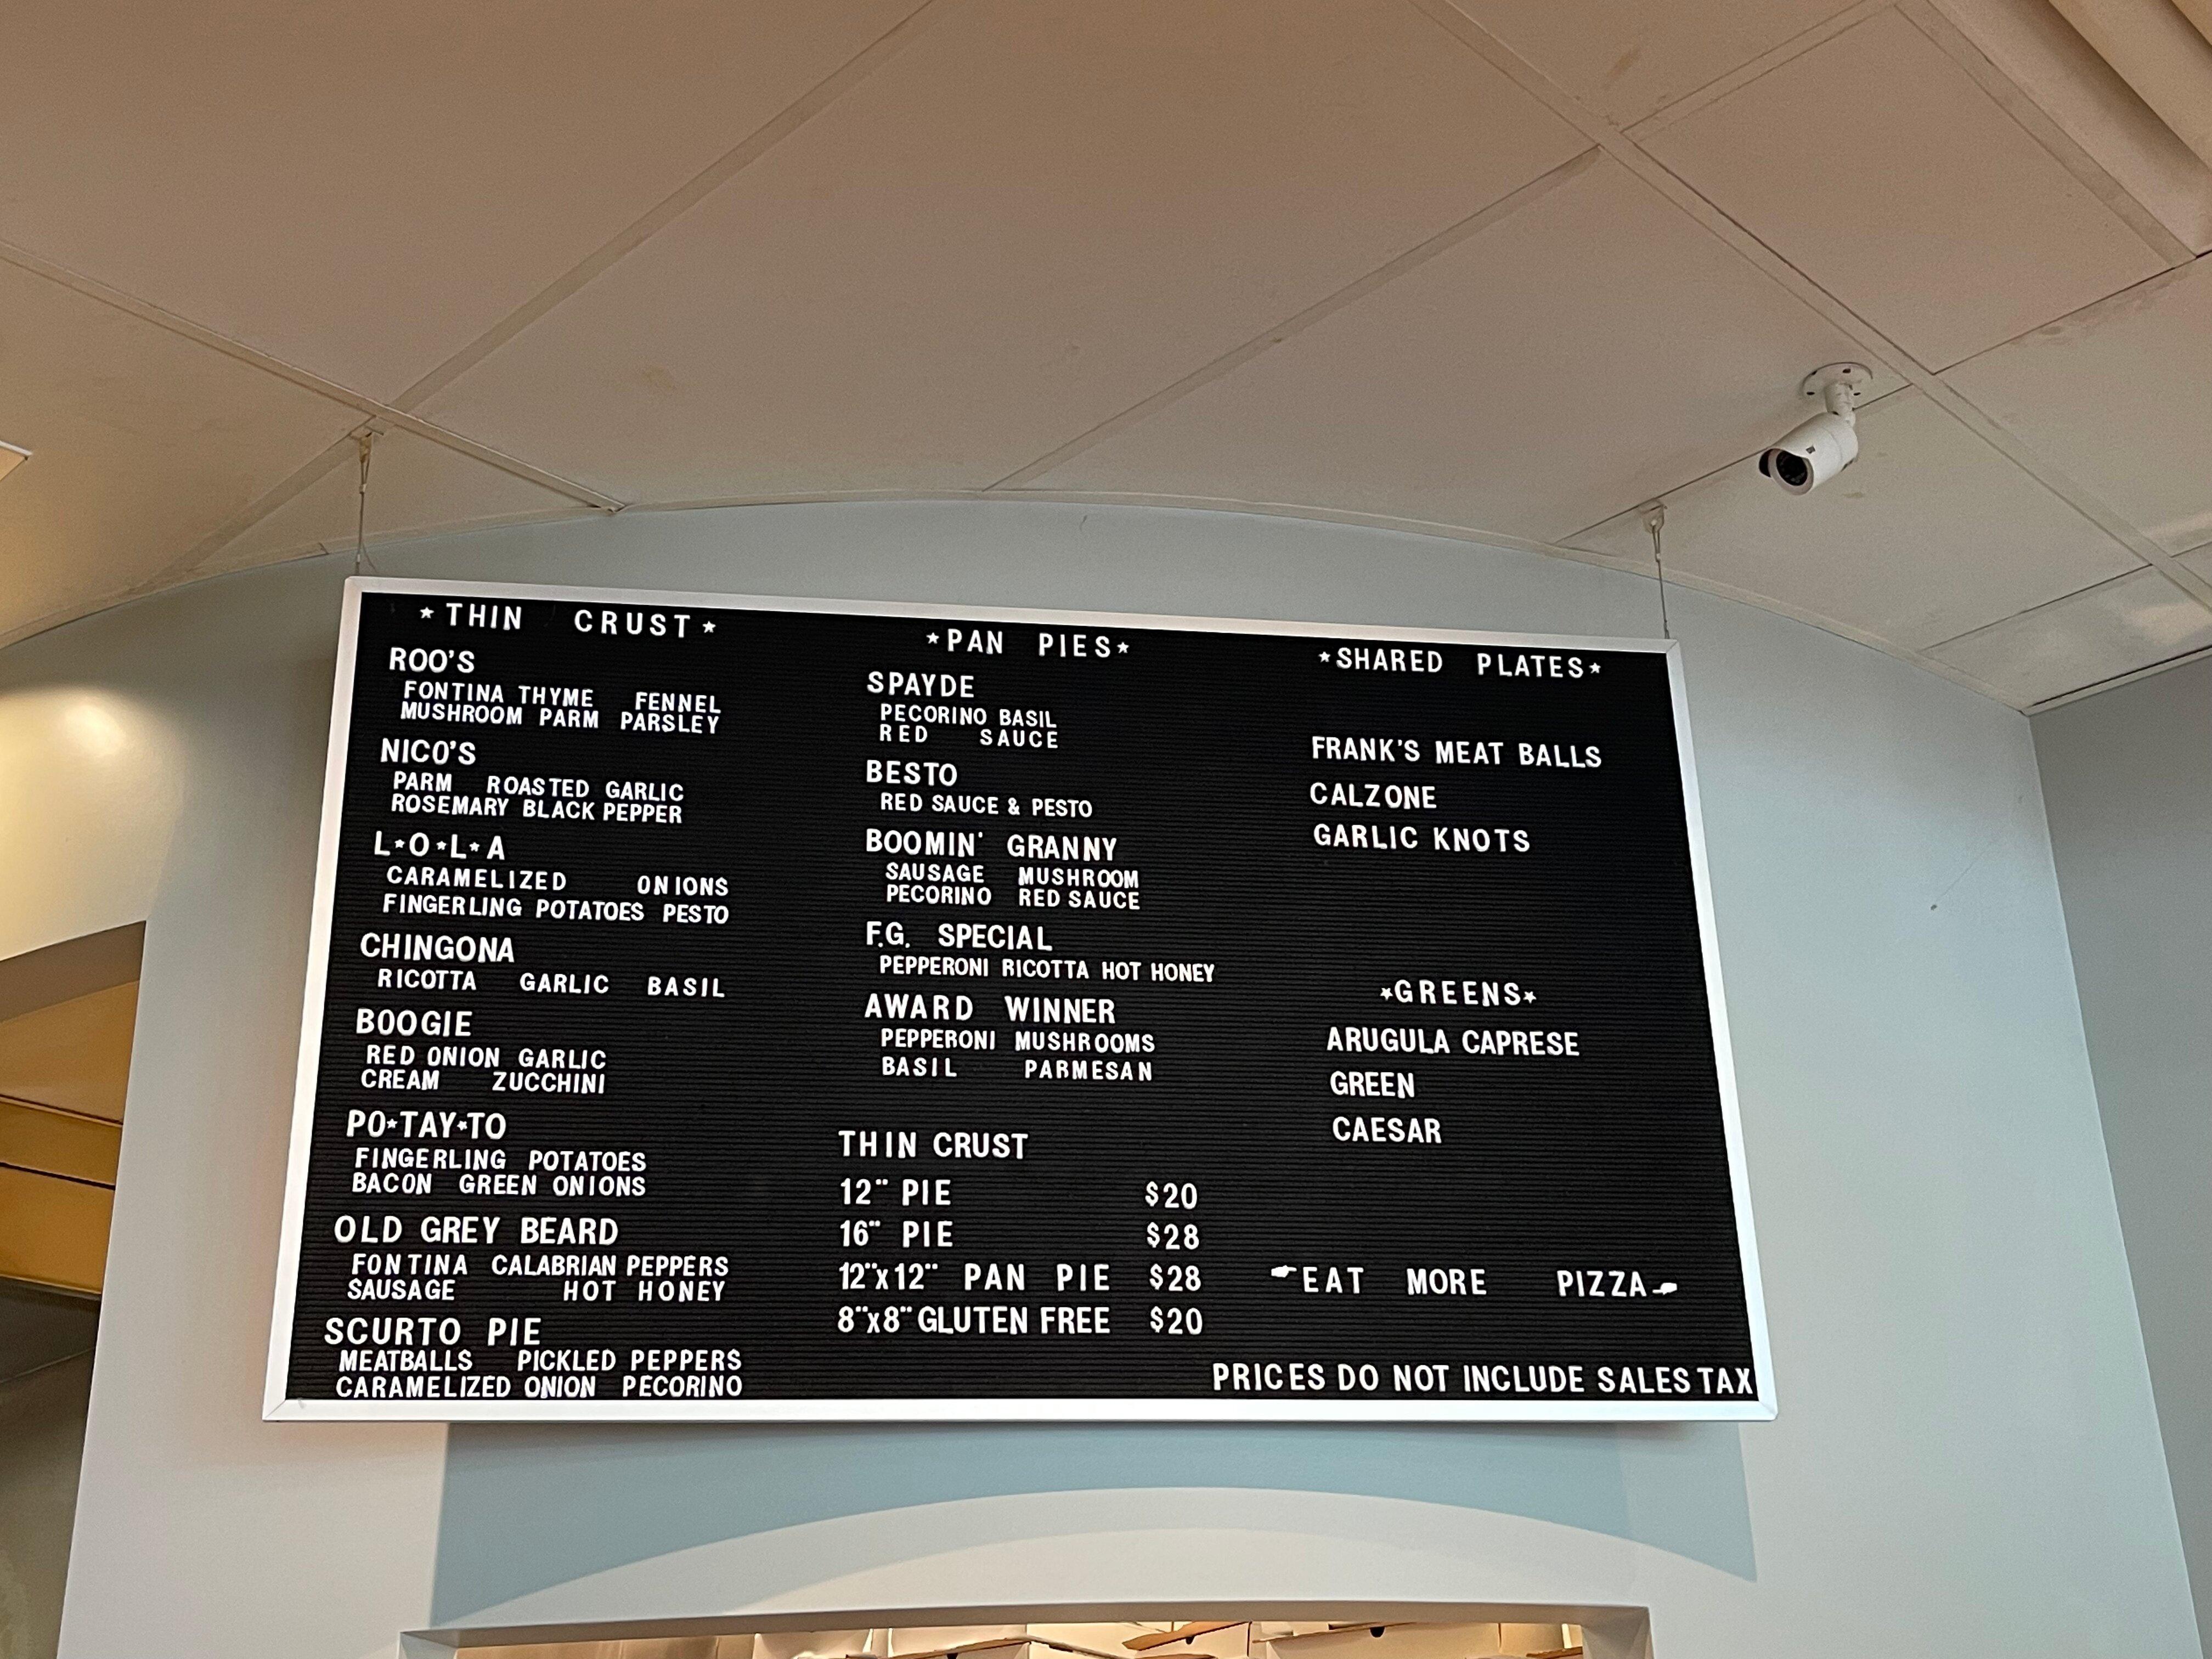 *THIN CRUST*
ROO'S
FONTINA THYME FENNEL
MUSHROOM PARM PARSLEY
NICO'S
PARM ROASTED GARLIC
ROSEMARY BLACK PEPPER
L*O*L*A
CARAMELIZED ONIONS
FINGERLING POTATOES PESTO
CHINGONA
RICOTTA GARLIC BASIL
BOOGIE
RED ONION GARLIC
CREAM ZUCCHINI
PO*TAY*TO
FINGERLING POTATOES
BACON GREEN ONIONS
OLD GREY BEARD
FONTINA CALABRIAN PEPPERS
SAUSAGE HOT HONEY
SCURTO PIE
MEATBALLS PICKLED PEPPERS
CARAMELIZED ONION PECORINO
*PAN PIES*
SPAYDE
PECORINO BASIL
RED SAUCE
BESTO
RED SAUCE & PESTO
BOOMIN' GRANNY
SAUSAGE MUSHROOM
PECORINO RED SAUCE
F.G. SPECIAL
PEPPERONI RICOTTA HOT HONEY
AWARD WINNER
PEPPERONI MUSHROOMS
BASIL PARMESAN
THIN CRUST
12" PIE $20
16" PIE $28
12"x12" PAN PIE $28
8"x8" GLUTEN FREE $20
*SHARED PLATES*
FRANK'S MEAT BALLS
CALZONE
GARLIC KNOTS
*GREENS*
ARUGULA CAPRESE
GREEN
CAESAR
EAT MORE PIZZA
PRICES DO NOT INCLUDE SALES TAX